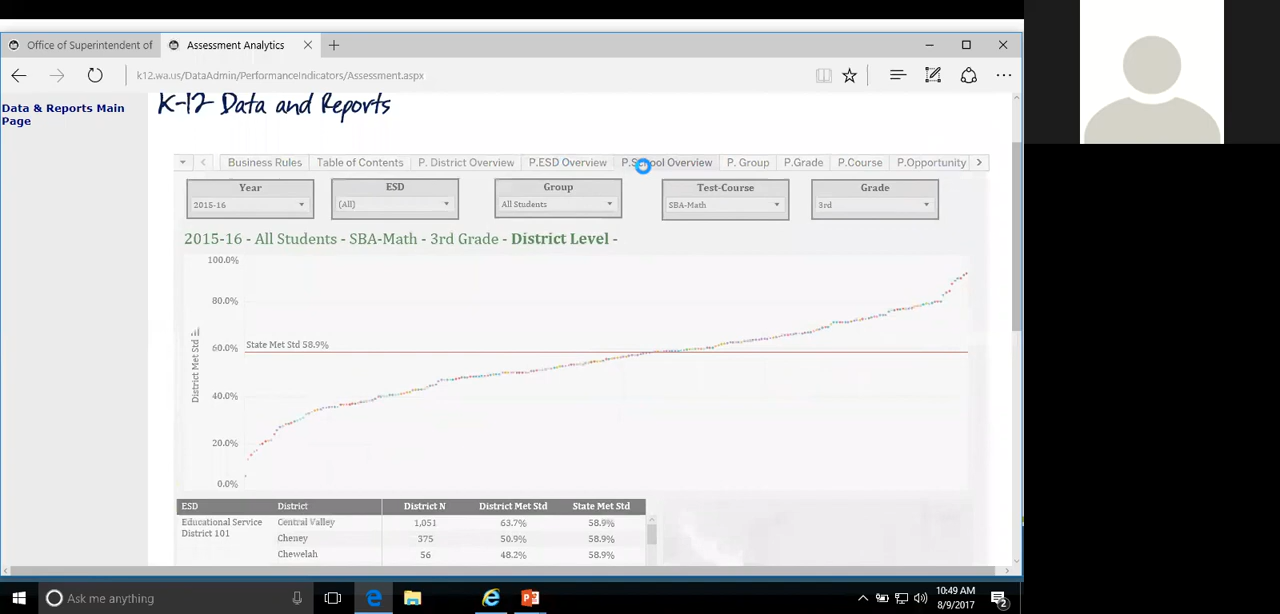 Office of Superintendent of
Assessment Analytics
k12.wa.us/DataAdmin/PerformanceIndicators/Assessment.aspx
Data & Reports Main
Page
K-12 Data and Reports
Business Rules
Table of Contents
P. District Overview
P.ESD Overview
P.School Overview
P. Group
P.Grade
P.Course
P.Opportunity
Year
2015-16
ESD
(All)
Group
All Students
Test-Course
SBA-Math
Grade
3rd
2015-16 - All Students - SBA-Math - 3rd Grade - District Level -
District Met Std
100.0%
80.0%
60.0%
40.0%
20.0%
0.0%
State Met Std 58.9%
ESD District District N District Met Std State Met Std
Educational Service
District 101
Central Valley 1,051 63.7% 58.9%
Cheney 375 50.9% 58.9%
Chewelah 56 48.2% 58.9%
Ask me anything
10:49 AM
8/9/2017
2